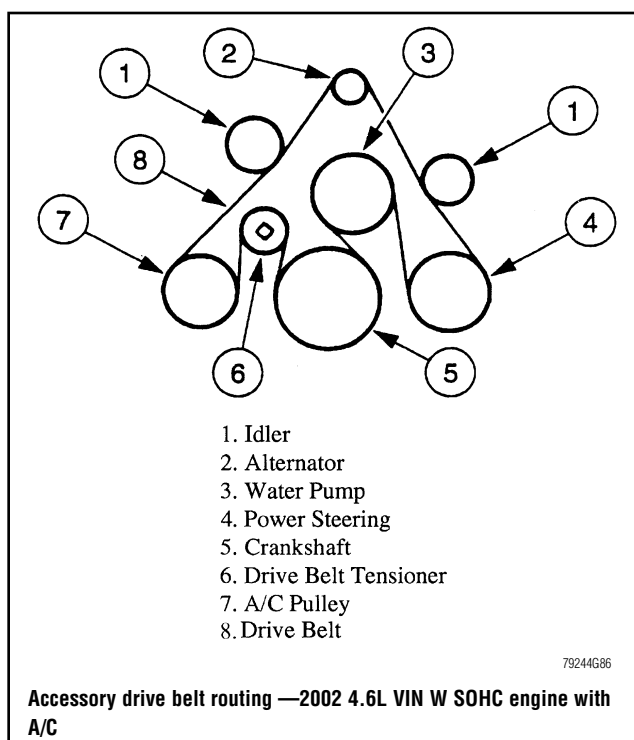 2
3
1
1
8
7
4
6
5
1. Idler
2. Alternator
3. Water Pump
4. Power Steering
5. Crankshaft
6. Drive Belt Tensioner
7. A/C Pulley
8. Drive Belt
79244G86
Accessory drive belt routing —2002 4.6L VIN W SOHC engine with
A/C